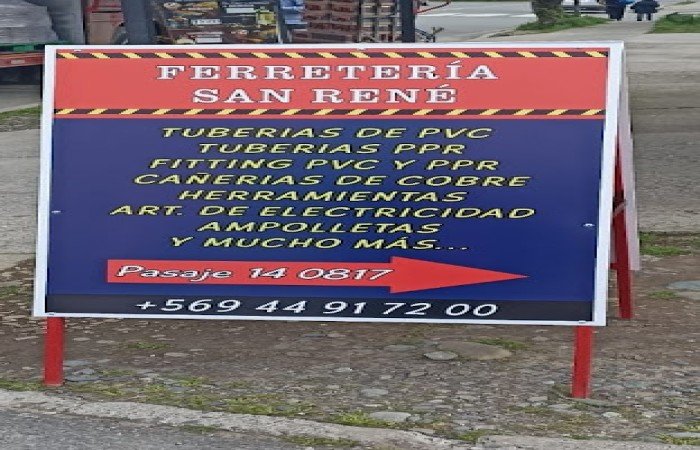 FERRETERÍA
SAN RENÉ
TUBERIAS DE PVC
TUBERIAS PPR
FITTING PVC Y PPR
CAÑERIAS DE COBRE
HERRAMIENTAS
ART. DE ELECTRICIDAD
AMPOLLETAS
Y MUCHO MÁS...
Pasaje 14 0817
+569 44 91 72 00